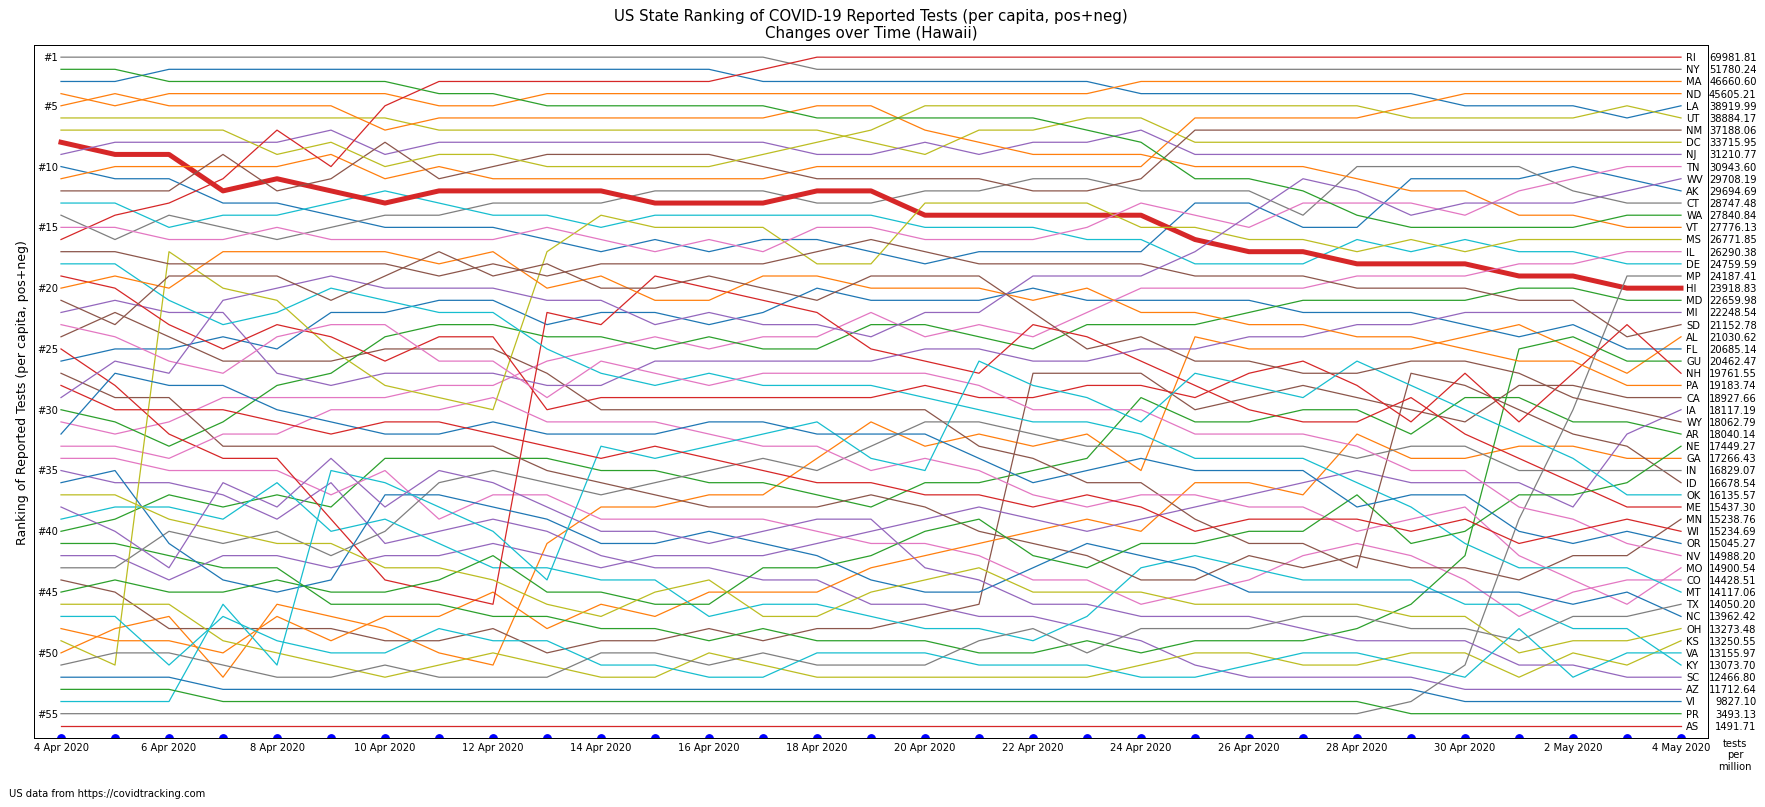 US State Ranking of COVID-19 Reported Tests (per capita, pos+neg)
Changes over Time (Hawaii)
Ranking of Reported Tests (per capita, pos+neg)
#1
#5
#10
#15
#20
#25
#30
#35
#40
#45
#50
#55
RI 69981.81
NY 51780.24
MA 46660.60
ND 45605.21
LA 38919.99
UT 38884.17
NM 37188.06
DC 33715.95
NJ 31210.77
TN 30943.60
WV 29708.19
AK 29694.69
CT 28747.48
WA 27840.84
VT 27776.13
MS 26771.85
IL 26290.38
DE 24759.59
MP 24187.41
HI 23918.83
MD 22659.98
MI 22248.54
SD 21152.78
AL 21030.62
FL 20685.14
GU 20462.47
NH 19761.55
PA 19183.74
CA 18927.66
IA 18117.19
WY 18062.79
AR 18040.14
NE 17449.27
GA 17266.43
IN 16829.07
ID 16678.54
OK 16135.57
ME 15437.30
MN 15238.76
WI 15234.69
OR 15045.27
NV 14988.20
MO 14900.54
CO 14428.51
MT 14117.06
TX 14050.20
NC 13962.42
OH 13273.48
KS 13250.55
VA 13155.97
KY 13073.70
SC 12466.80
AZ 11712.64
VI 9827.10
PR 3493.13
AS 1491.71
4 Apr 2020 6 Apr 2020 8 Apr 2020 10 Apr 2020 12 Apr 2020 14 Apr 2020 16 Apr 2020 18 Apr 2020 20 Apr 2020 22 Apr 2020 24 Apr 2020 26 Apr 2020 28 Apr 2020 30 Apr 2020 2 May 2020 4 May 2020
tests
per
million
US data from https://covidtracking.com